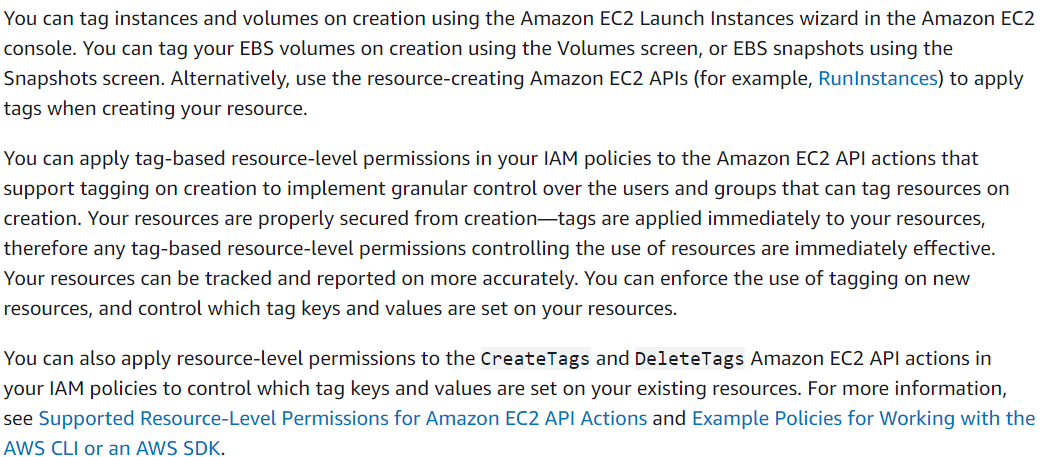 You can tag instances and volumes on creation using the Amazon EC2 Launch Instances wizard in the Amazon EC2
console. You can tag your EBS volumes on creation using the Volumes screen, or EBS snapshots using the
Snapshots screen. Alternatively, use the resource-creating Amazon EC2 APIs (for example, RunInstances) to apply
tags when creating your resource.
You can apply tag-based resource-level permissions in your IAM policies to the Amazon EC2 API actions that
support tagging on creation to implement granular control over the users and groups that can tag resources on
creation. Your resources are properly secured from creation—tags are applied immediately to your resources,
therefore any tag-based resource-level permissions controlling the use of resources are immediately effective.
Your resources can be tracked and reported on more accurately. You can enforce the use of tagging on new
resources, and control which tag keys and values are set on your resources.
You can also apply resource-level permissions to the CreateTags and DeleteTags Amazon EC2 API actions in
your IAM policies to control which tag keys and values are set on your existing resources. For more information,
see Supported Resource-Level Permissions for Amazon EC2 API Actions and Example Policies for Working with the
AWS CLI or an AWS SDK.